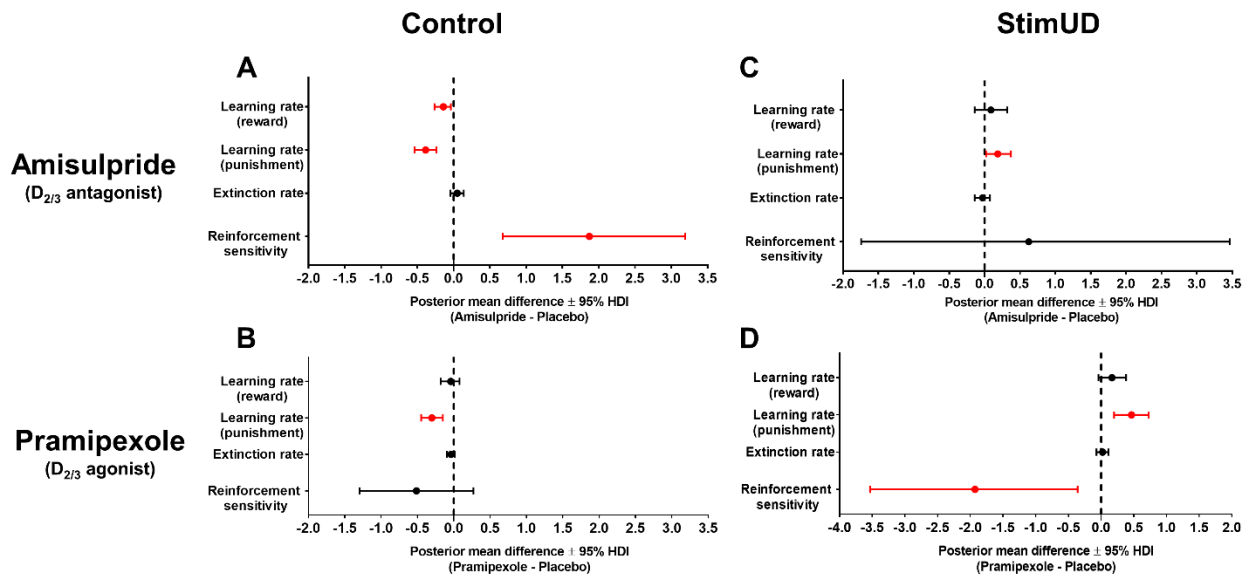 Control
StimUD
Amisulpride
(D2/3 antagonist)
A
Learning rate
(reward)
Learning rate
(punishment)
Extinction rate
Reinforcement
sensitivity
-2.0 -1.5 -1.0 -0.5 0.0 0.5 1.0 1.5 2.0 2.5 3.0 3.5
Posterior mean difference ± 95% HDI
(Amisulpride - Placebo)
C
Learning rate
(reward)
Learning rate
(punishment)
Extinction rate
Reinforcement
sensitivity
-2.0 -1.5 -1.0 -0.5 0.0 0.5 1.0 1.5 2.0 2.5 3.0 3.5
Posterior mean difference ± 95% HDI
(Amisulpride - Placebo)
Pramipexole
(D2/3 agonist)
B
Learning rate
(reward)
Learning rate
(punishment)
Extinction rate
Reinforcement
sensitivity
-2.0 -1.5 -1.0 -0.5 0.0 0.5 1.0 1.5 2.0 2.5 3.0 3.5
Posterior mean difference ± 95% HDI
(Pramipexole - Placebo)
D
Learning rate
(reward)
Learning rate
(punishment)
Extinction rate
Reinforcement
sensitivity
-4.0 -3.5 -3.0 -2.5 -2.0 -1.5 -1.0 -0.5 0.0 0.5 1.0 1.5 2.0
Posterior mean difference ± 95% HDI
(Pramipexole - Placebo)